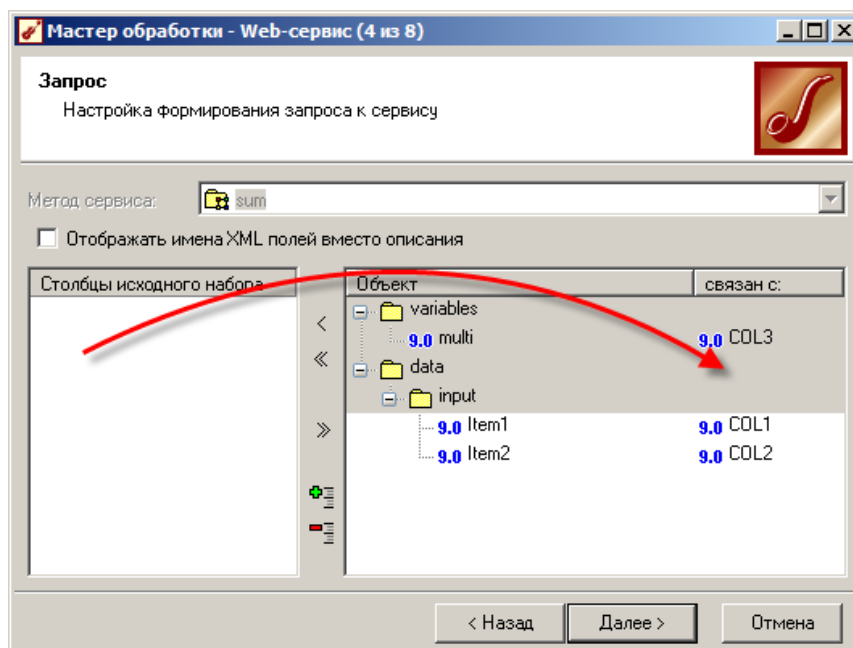 Мастер обработки - Web-сервис (4 из 8)
Запрос
Настройка формирования запроса к сервису
Метод сервиса: sum
Отображать имена XML полей вместо описания
Столбцы исходного набора Объект связан с:
variables
9.0 multi 9.0 COL3
data
input
9.0 Item1 9.0 COL1
9.0 Item2 9.0 COL2
< Назад Далее > Отмена